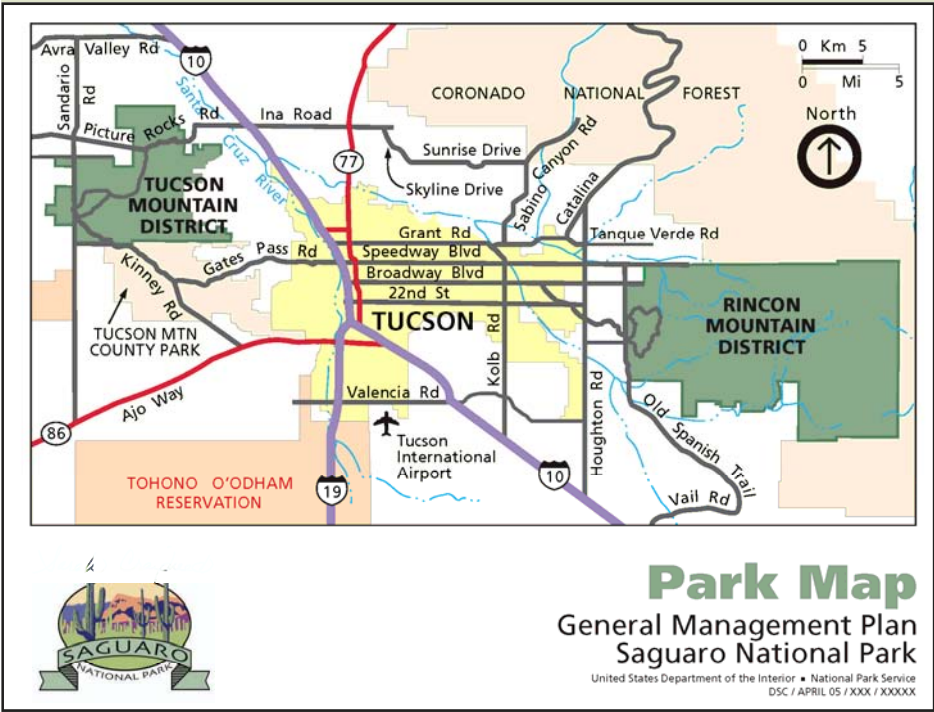 Avra Valley Rd
10
0 Km 5
0 Mi 5
North
CORONADO NATIONAL FOREST
Sandario Rd
Picture Rocks Rd
Ina Road
Santa Cruz River
77
Sunrise Drive
Skyline Drive
Sabino Canyon Rd
Catalina
TUCSON
MOUNTAIN
DISTRICT
Grant Rd
Tanque Verde Rd
Speedway Blvd
Gates Pass Rd
Broadway Blvd
Kinney Rd
22nd St
TUCSON
RINCON
MOUNTAIN
DISTRICT
TUCSON MTN
COUNTY PARK
Kolb Rd
Ajo Way
Valencia Rd
Houghton Rd
Old Spanish Trail
86
Tucson
International
Airport
TOHONO O'ODHAM
RESERVATION
19
10
Vail Rd
SAGUARO
NATIONAL PARK
Park Map
General Management Plan
Saguaro National Park
United States Department of the Interior ▪ National Park Service
DSC / APRIL 05 / XXX / XXXXX